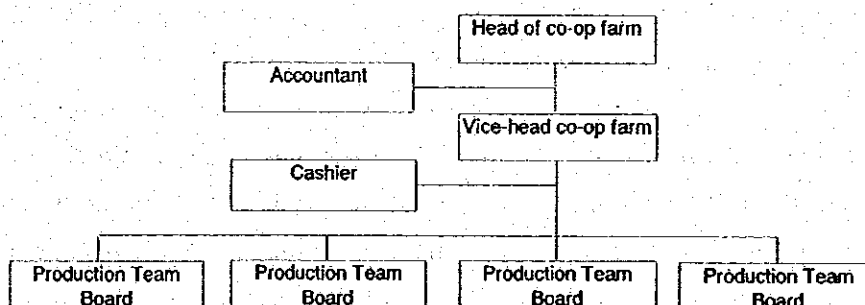 Head of co-op farm
Accountant
Vice-head co-op farm
Cashier
Production Team
Board
Production Team
Board
Production Team
Board
Production Team
Board